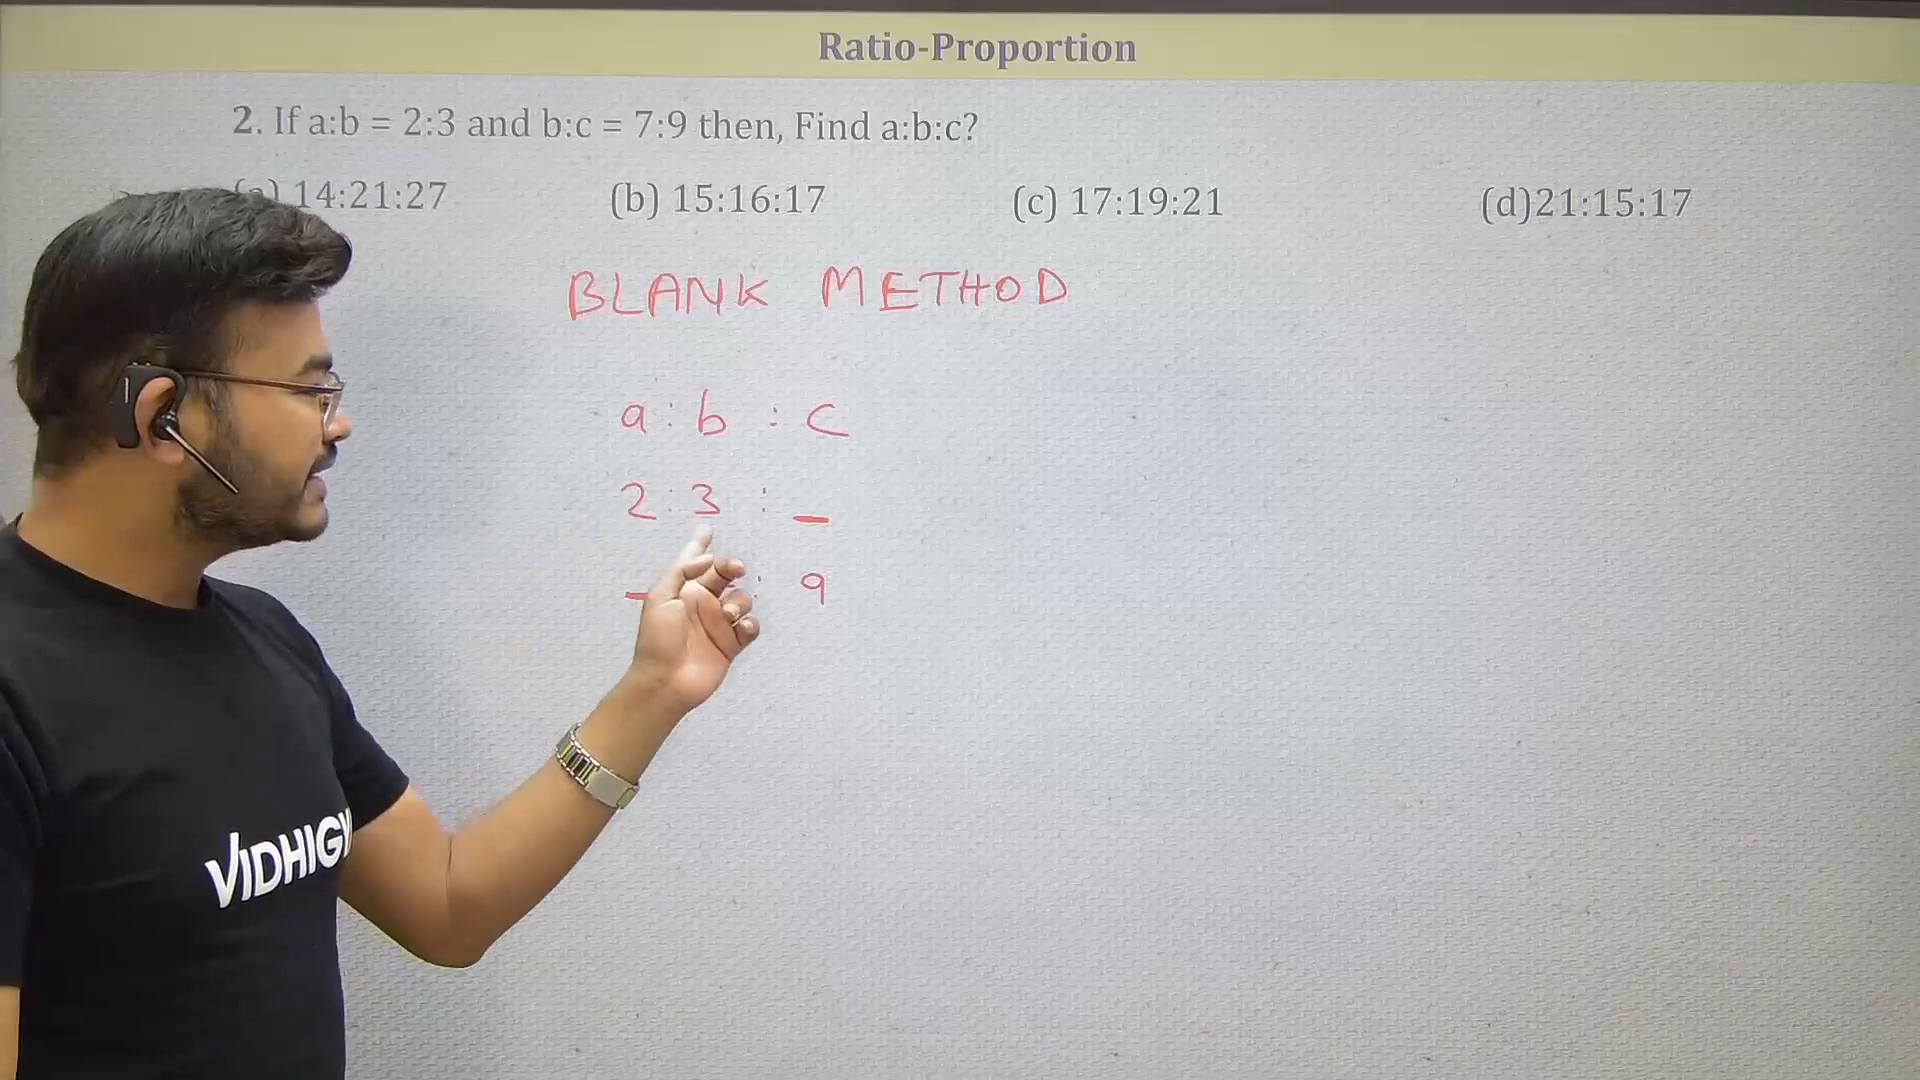 Ratio-Proportion
2. If a:b = 2:3 and b:c = 7:9 then, Find a:b:c?
(a) 14:21:27 (b) 15:16:17 (c) 17:19:21 (d)21:15:17
BLANK METHOD
a : b : c
2 : 3 : _
_ : 9
VIDHIGY